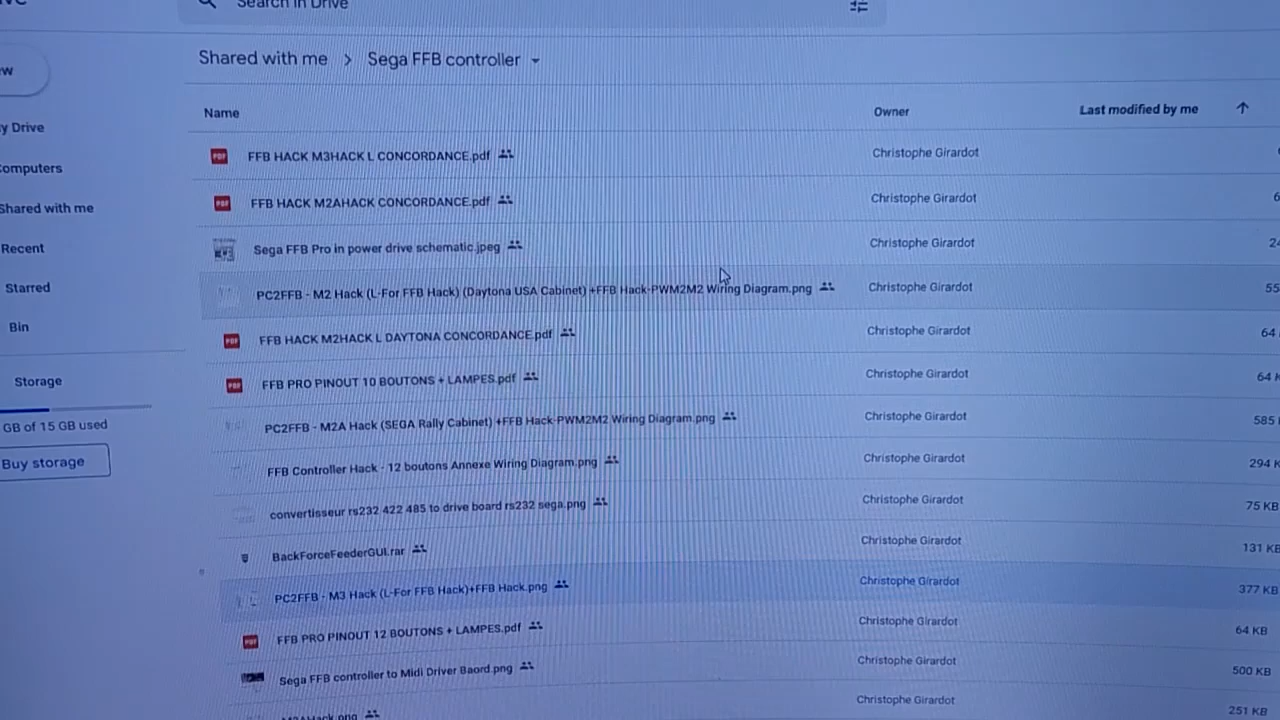 Search in Drive
Shared with me > Sega FFB controller
Name
Owner
Last modified by me
y Drive
omputers
Shared with me
Recent
Starred
Bin
Storage
GB of 15 GB used
Buy storage
FFB HACK M3HACK L CONCORDANCE.pdf Christophe Girardot
FFB HACK M2AHACK CONCORDANCE.pdf Christophe Girardot 6
Sega FFB Pro in power drive schematic.jpeg Christophe Girardot 24
PC2FFB - M2 Hack (L-For FFB Hack) (Daytona USA Cabinet) +FFB Hack-PWM2M2 Wiring Diagram.png Christophe Girardot 55
FFB HACK M2HACK L DAYTONA CONCORDANCE.pdf Christophe Girardot 64
FFB PRO PINOUT 10 BOUTONS + LAMPES.pdf Christophe Girardot 64 K
PC2FFB - M2A Hack (SEGA Rally Cabinet) +FFB Hack-PWM2M2 Wiring Diagram.png Christophe Girardot 585
FFB Controller Hack - 12 boutons Annexe Wiring Diagram.png Christophe Girardot 294 K
convertisseur rs232 422 485 to drive board rs232 sega.png Christophe Girardot 75 KB
BackForceFeederGUI.rar Christophe Girardot 131 KB
PC2FFB - M3 Hack (L-For FFB Hack)+FFB Hack.png Christophe Girardot 377 KB
FFB PRO PINOUT 12 BOUTONS + LAMPES.pdf Christophe Girardot 64 KB
Sega FFB controller to Midi Driver Baord.png Christophe Girardot 500 KB
Christophe Girardot 251 KB